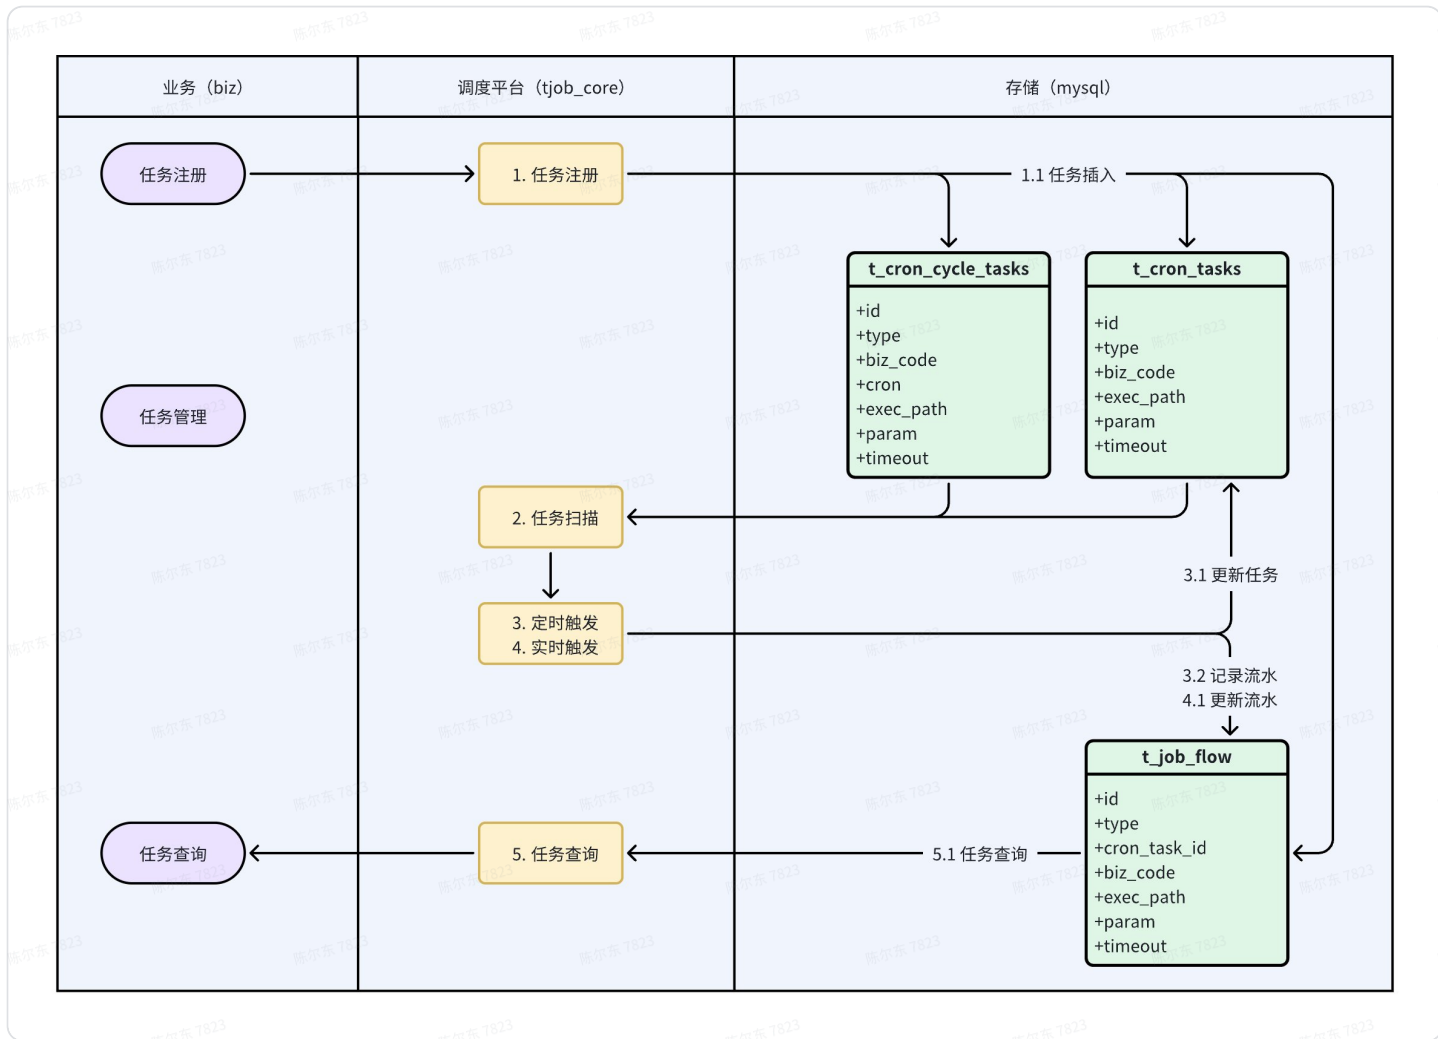 业务（biz）
调度平台（tjob_core）
存储（mysql）
任务注册
1. 任务注册
1.1 任务插入
t_cron_cycle_tasks
+id
+type
+biz_code
+cron
+exec_path
+param
+timeout
t_cron_tasks
+id
+type
+biz_code
+exec_path
+param
+timeout
任务管理
2. 任务扫描
3.1 更新任务
3. 定时触发
4. 实时触发
3.2 记录流水
4.1 更新流水
t_job_flow
+id
+type
+cron_task_id
+biz_code
+exec_path
+param
+timeout
任务查询
5. 任务查询
5.1 任务查询
陈尔东 7823